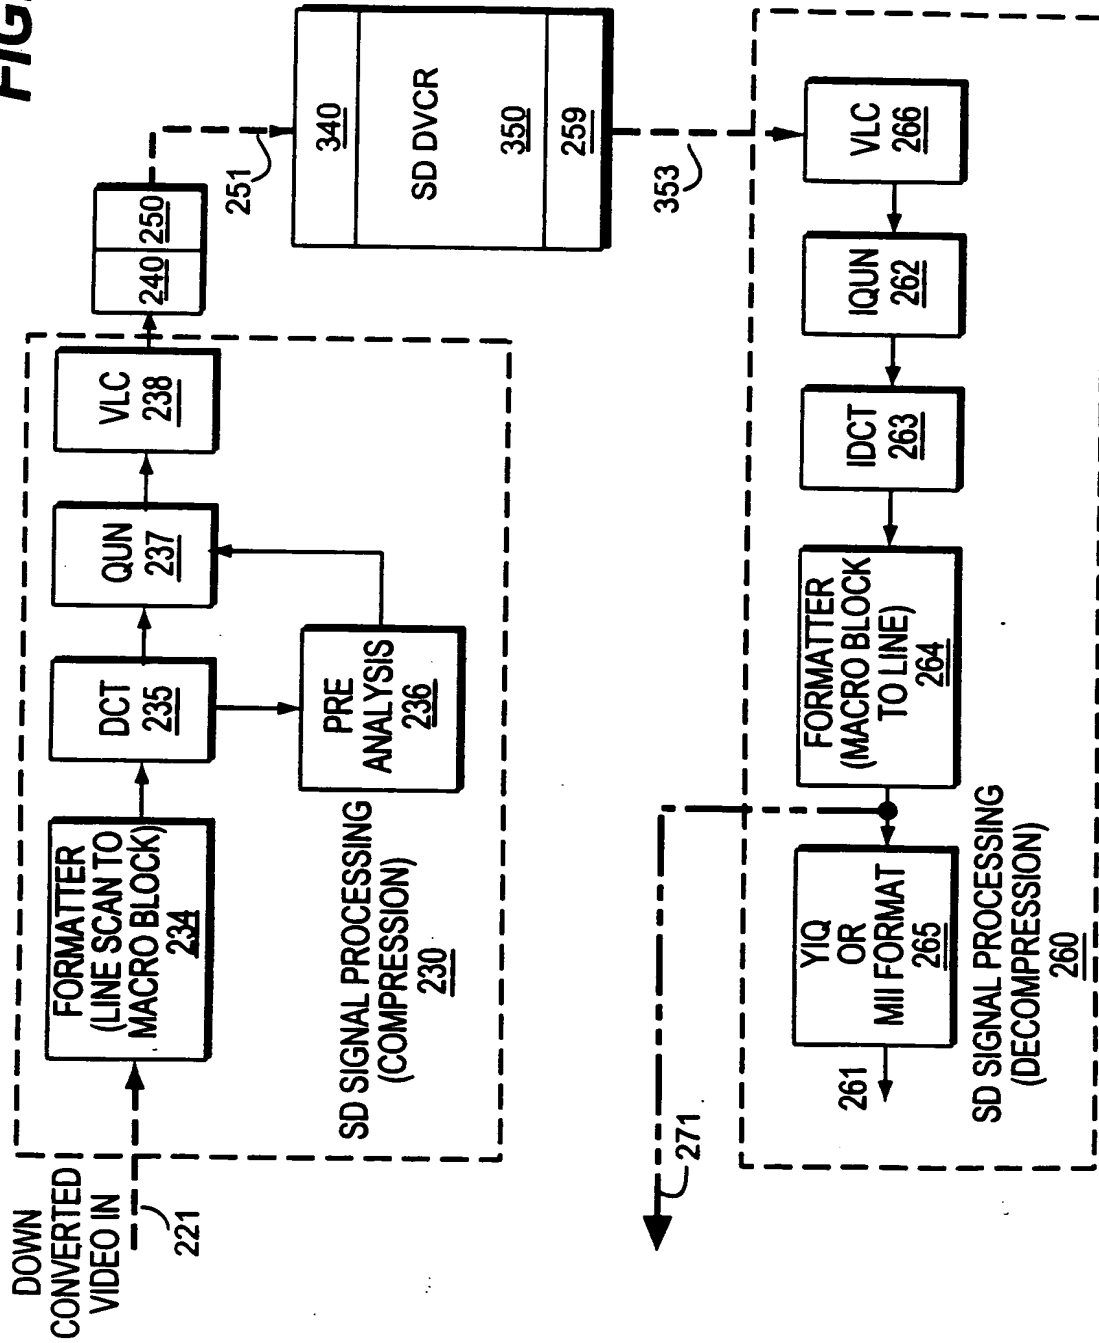 FIG
DOWN
CONVERTED
VIDEO IN
221
FORMATTER
(LINE SCAN TO
MACRO BLOCK)
234
DCT
235
QUN
237
VLC
238
240
250
251
PRE
ANALYSIS
236
SD SIGNAL PROCESSING
(COMPRESSION)
230
340
SD DVCR
350
259
353
VLC
266
IQUN
262
IDCT
263
FORMATTER
(MACRO BLOCK
TO LINE)
264
271
YIQ
OR
MII FORMAT
265
261
SD SIGNAL PROCESSING
(DECOMPRESSION)
260